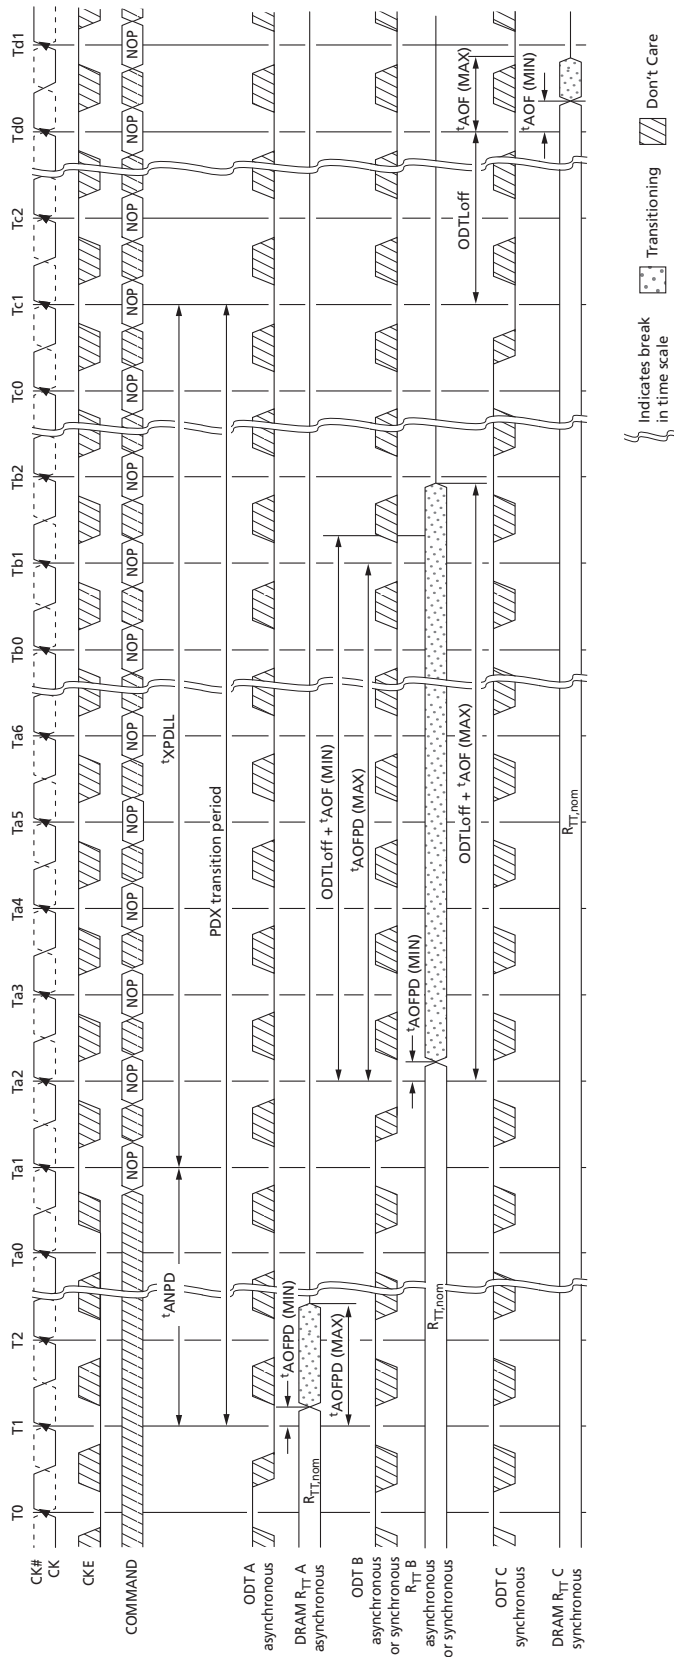 T0 T1 T2 Ta0 Ta1 Ta2 Ta3 Ta4 Ta5 Ta6 Tb0 Tb1 Tb2 Tc0 Tc1 Tc2 Td0 Td1
CK#
CK
CKE
COMMAND
NOP NOP NOP NOP NOP NOP NOP NOP NOP NOP NOP NOP NOP NOP
tANPD
tXPDLL
PDX transition period
ODT A
asynchronous
tAOFPD (MIN)
DRAM RTT A
asynchronous
RTT,nom
tAOFPD (MAX)
ODTLoff + tAOF (MIN)
tAOFPD (MAX)
ODT B
asynchronous
or synchronous
tAOFPD (MIN)
RTT B
asynchronous
or synchronous
RTT,nom
ODTLoff + tAOF (MAX)
ODTLoff
tAOF (MAX)
ODT C
synchronous
tAOF (MIN)
DRAM RTT C
synchronous
RTT,nom
Indicates break
in time scale
Transitioning
Don't Care